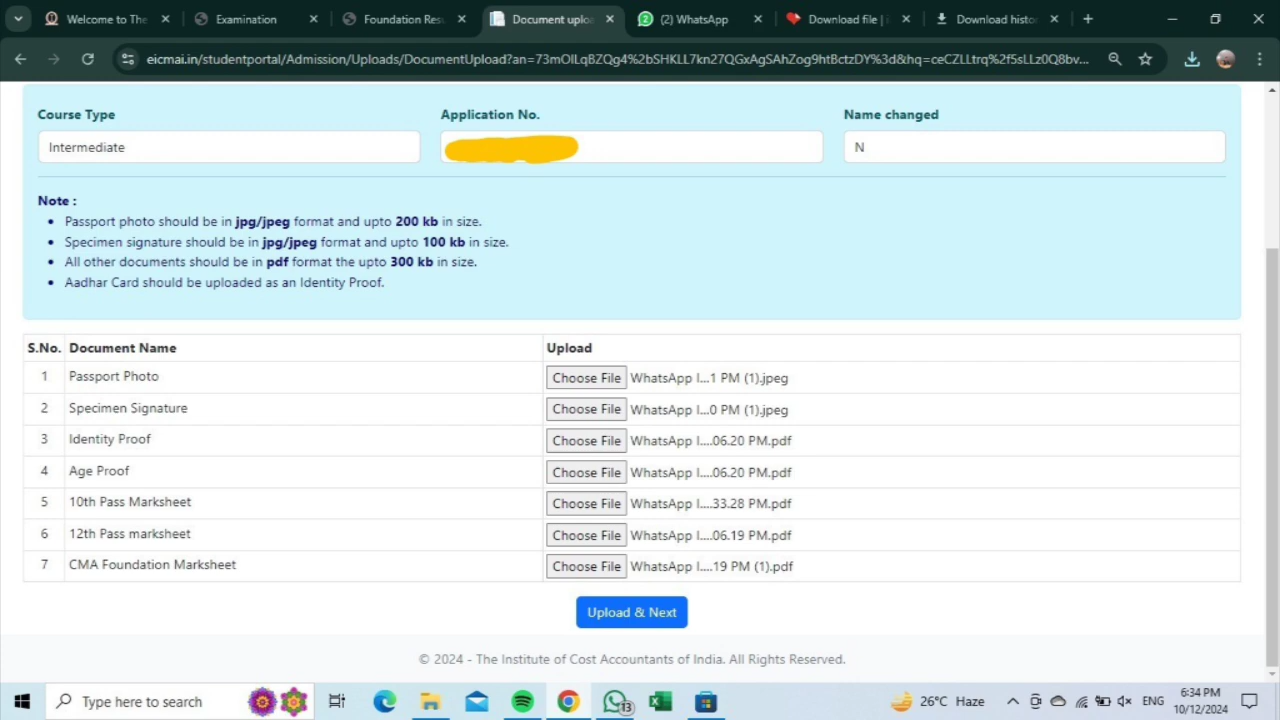 Welcome to The
Examination
Foundation Res
Document uploa
(2) WhatsApp
Download file | i
Download histo
eicmai.in/studentportal/Admission/Uploads/DocumentUpload?an=73mOILqBZQg4%2bSHKLL7kn27QGxAgSAhZog9htBctzDY%3d&hq=ceCZLLtrq%2f5sLLz0Q8bv...
Course Type
Application No.
Name changed
Intermediate
N
Note :
• Passport photo should be in jpg/jpeg format and upto 200 kb in size.
• Specimen signature should be in jpg/jpeg format and upto 100 kb in size.
• All other documents should be in pdf format the upto 300 kb in size.
• Aadhar Card should be uploaded as an Identity Proof.
S.No. Document Name Upload
1 Passport Photo Choose File WhatsApp I...1 PM (1).jpeg
2 Specimen Signature Choose File WhatsApp I...0 PM (1).jpeg
3 Identity Proof Choose File WhatsApp I....06.20 PM.pdf
4 Age Proof Choose File WhatsApp I....06.20 PM.pdf
5 10th Pass Marksheet Choose File WhatsApp I....33.28 PM.pdf
6 12th Pass marksheet Choose File WhatsApp I....06.19 PM.pdf
7 CMA Foundation Marksheet Choose File WhatsApp I....19 PM (1).pdf
Upload & Next
© 2024 - The Institute of Cost Accountants of India. All Rights Reserved.
Type here to search
13
26°C Haze
ENG
6:34 PM
10/12/2024